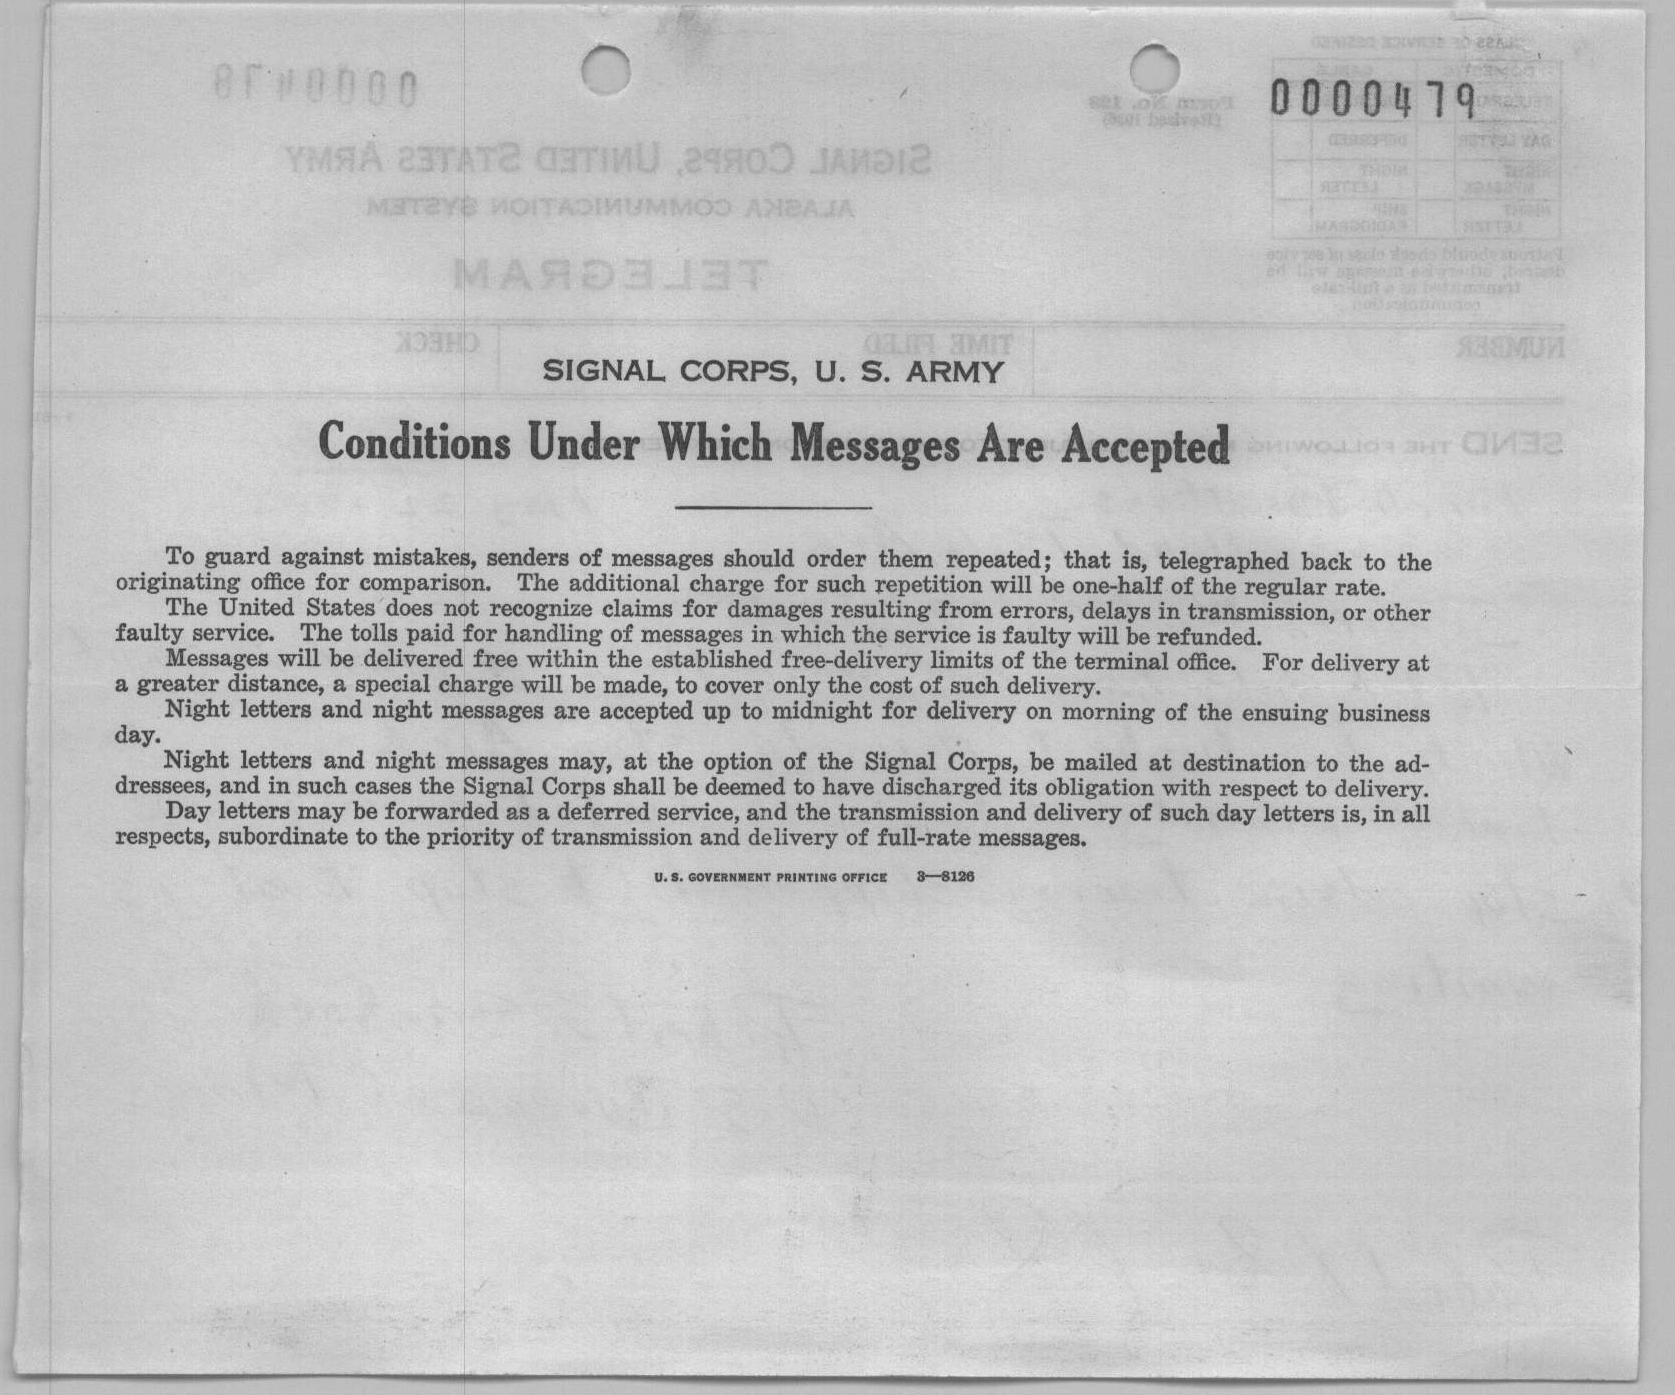 0000479
SIGNAL CORPS, U. S. ARMY
Conditions Under Which Messages Are Accepted
To guard against mistakes, senders of messages should order them repeated; that is, telegraphed back to the
originating office for comparison. The additional charge for such repetition will be one-half of the regular rate.
The United States does not recognize claims for damages resulting from errors, delays in transmission, or other
faulty service. The tolls paid for handling of messages in which the service is faulty will be refunded.
Messages will be delivered free within the established free-delivery limits of the terminal office. For delivery at
a greater distance, a special charge will be made, to cover only the cost of such delivery.
Night letters and night messages are accepted up to midnight for delivery on morning of the ensuing business
day.
Night letters and night messages may, at the option of the Signal Corps, be mailed at destination to the ad-
dressees, and in such cases the Signal Corps shall be deemed to have discharged its obligation with respect to delivery.
Day letters may be forwarded as a deferred service, and the transmission and delivery of such day letters is, in all
respects, subordinate to the priority of transmission and delivery of full-rate messages.
U. S. GOVERNMENT PRINTING OFFICE 3—8126